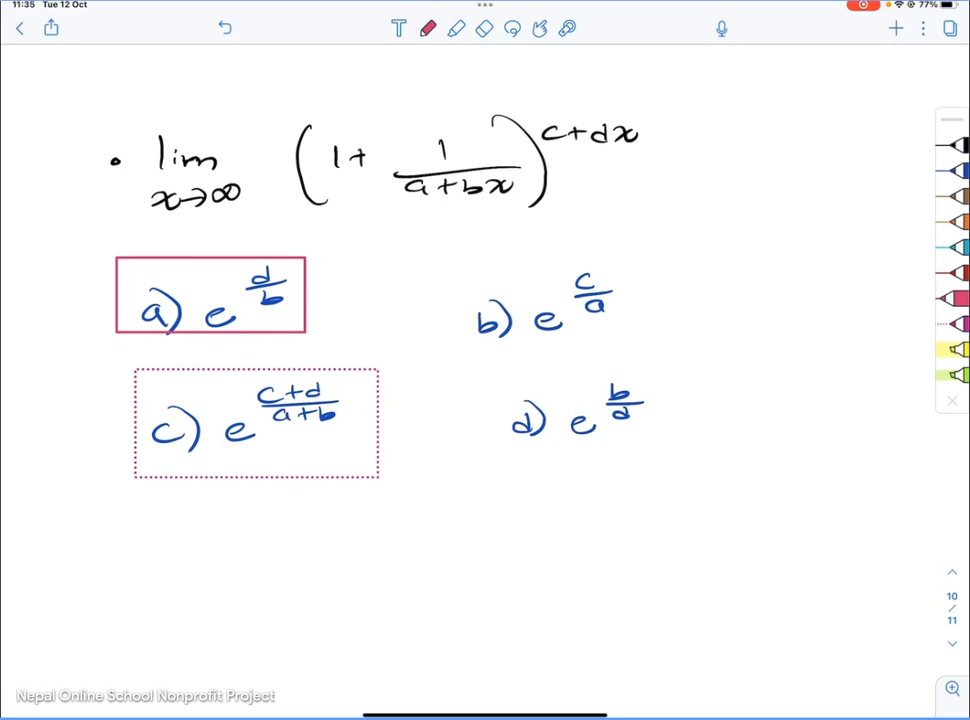 11:35 Tue 12 Oct
77%
• lim x→∞ (1 + 1/(a+bx))^(c+dx)
a) e^(d/b)
b) e^(c/a)
c) e^((c+d)/(a+b))
d) e^(b/d)
10
/
11
Nepal Online School Nonprofit Project